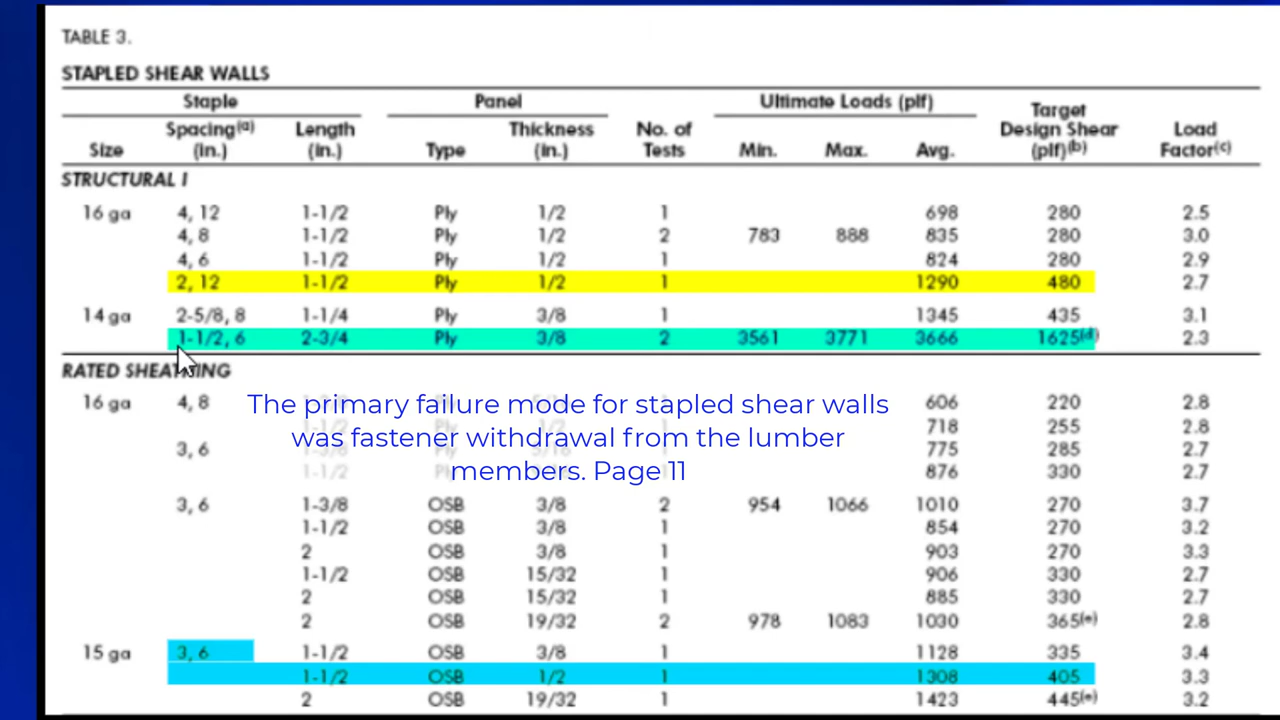 TABLE 3.
STAPLED SHEAR WALLS
Staple Panel Ultimate Loads (plf) Target
Spacing(a) Length Thickness No. of Design Shear Load
Size (in.) (in.) Type (in.) Tests Min. Max. Avg. (plf)(b) Factor(c)
STRUCTURAL I
16 ga 4, 12 1-1/2 Ply 1/2 1 698 280 2.5
4, 8 1-1/2 Ply 1/2 2 783 888 835 280 3.0
4, 6 1-1/2 Ply 1/2 1 824 280 2.9
2, 12 1-1/2 Ply 1/2 1 1290 480 2.7
14 ga 2-5/8, 8 1-1/4 Ply 3/8 1 1345 435 3.1
1-1/2, 6 2-3/4 Ply 3/8 2 3561 3771 3666 1625(d) 2.3
RATED SHEATHING
16 ga 4, 8 606 220 2.8
718 255 2.8
3, 6 775 285 2.7
1-1/2 876 330 2.7
The primary failure mode for stapled shear walls
was fastener withdrawal from the lumber
members. Page 11
3, 6 1-3/8 OSB 3/8 2 954 1066 1010 270 3.7
1-1/2 OSB 3/8 1 854 270 3.2
2 OSB 3/8 1 903 270 3.3
1-1/2 OSB 15/32 1 906 330 2.7
2 OSB 15/32 1 885 330 2.7
2 OSB 19/32 2 978 1083 1030 365(e) 2.8
15 ga 3, 6 1-1/2 OSB 3/8 1 1128 335 3.4
1-1/2 OSB 1/2 1 1308 405 3.3
2 OSB 19/32 1 1423 445(e) 3.2